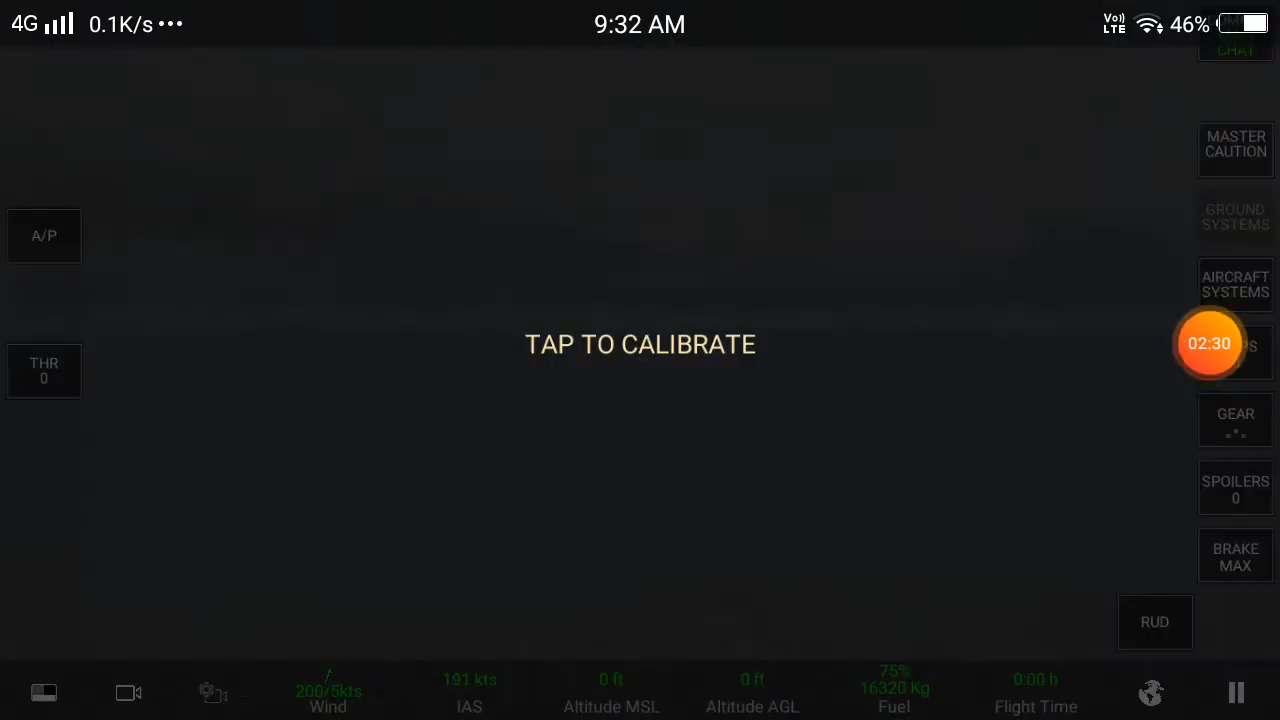 4G 0.1K/s ••• 9:32 AM Vo)) LTE 46%
CHAT
MASTER
CAUTION
GROUND
SYSTEMS
A/P
AIRCRAFT
SYSTEMS
TAP TO CALIBRATE
02:30
THR
0
GEAR
SPOILERS
0
BRAKE
MAX
RUD
200/5kts
Wind
191 kts
IAS
0 ft
Altitude MSL
0 ft
Altitude AGL
75%
16320 Kg
Fuel
0:00 h
Flight Time